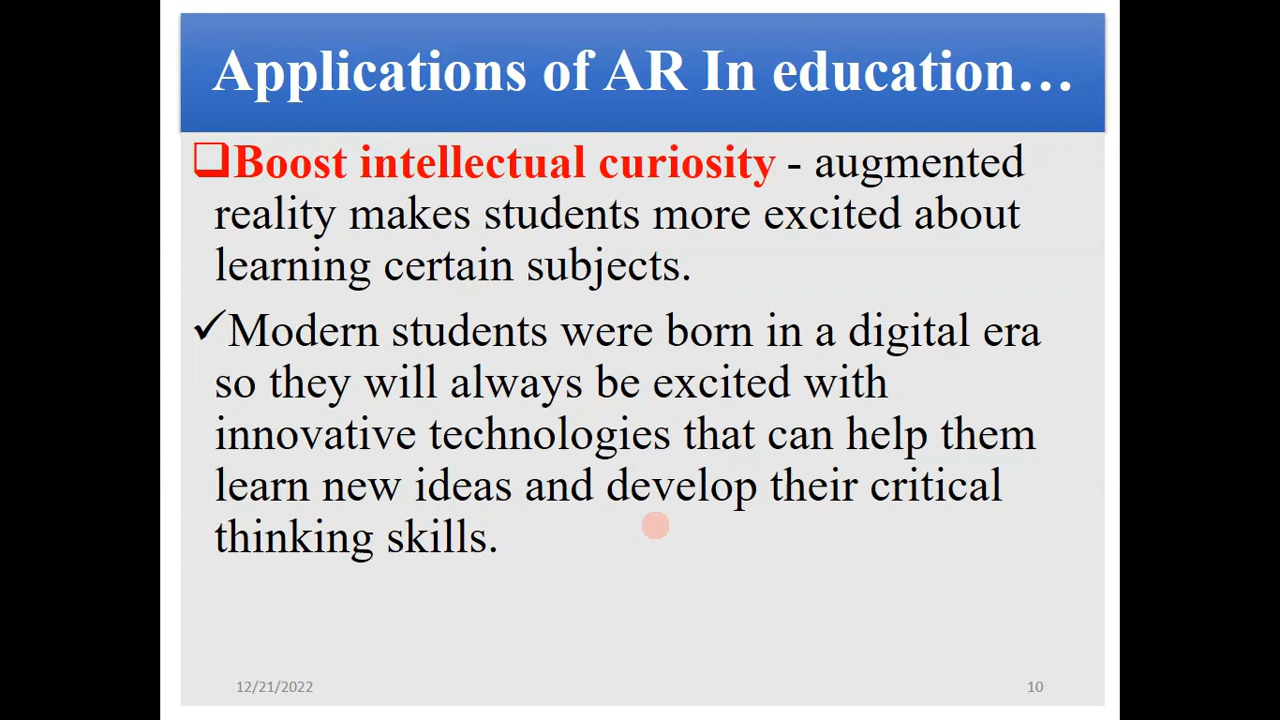 Applications of AR In education…
❑Boost intellectual curiosity - augmented
reality makes students more excited about
learning certain subjects.
✓Modern students were born in a digital era
so they will always be excited with
innovative technologies that can help them
learn new ideas and develop their critical
thinking skills.
12/21/2022
10